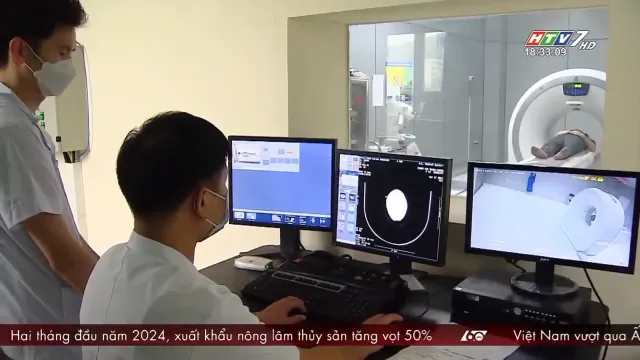 HTV7 HD
18:33:09
Hai tháng đầu năm 2024, xuất khẩu nông lâm thủy sản tăng vọt 50%
Việt Nam vượt qua Ấ